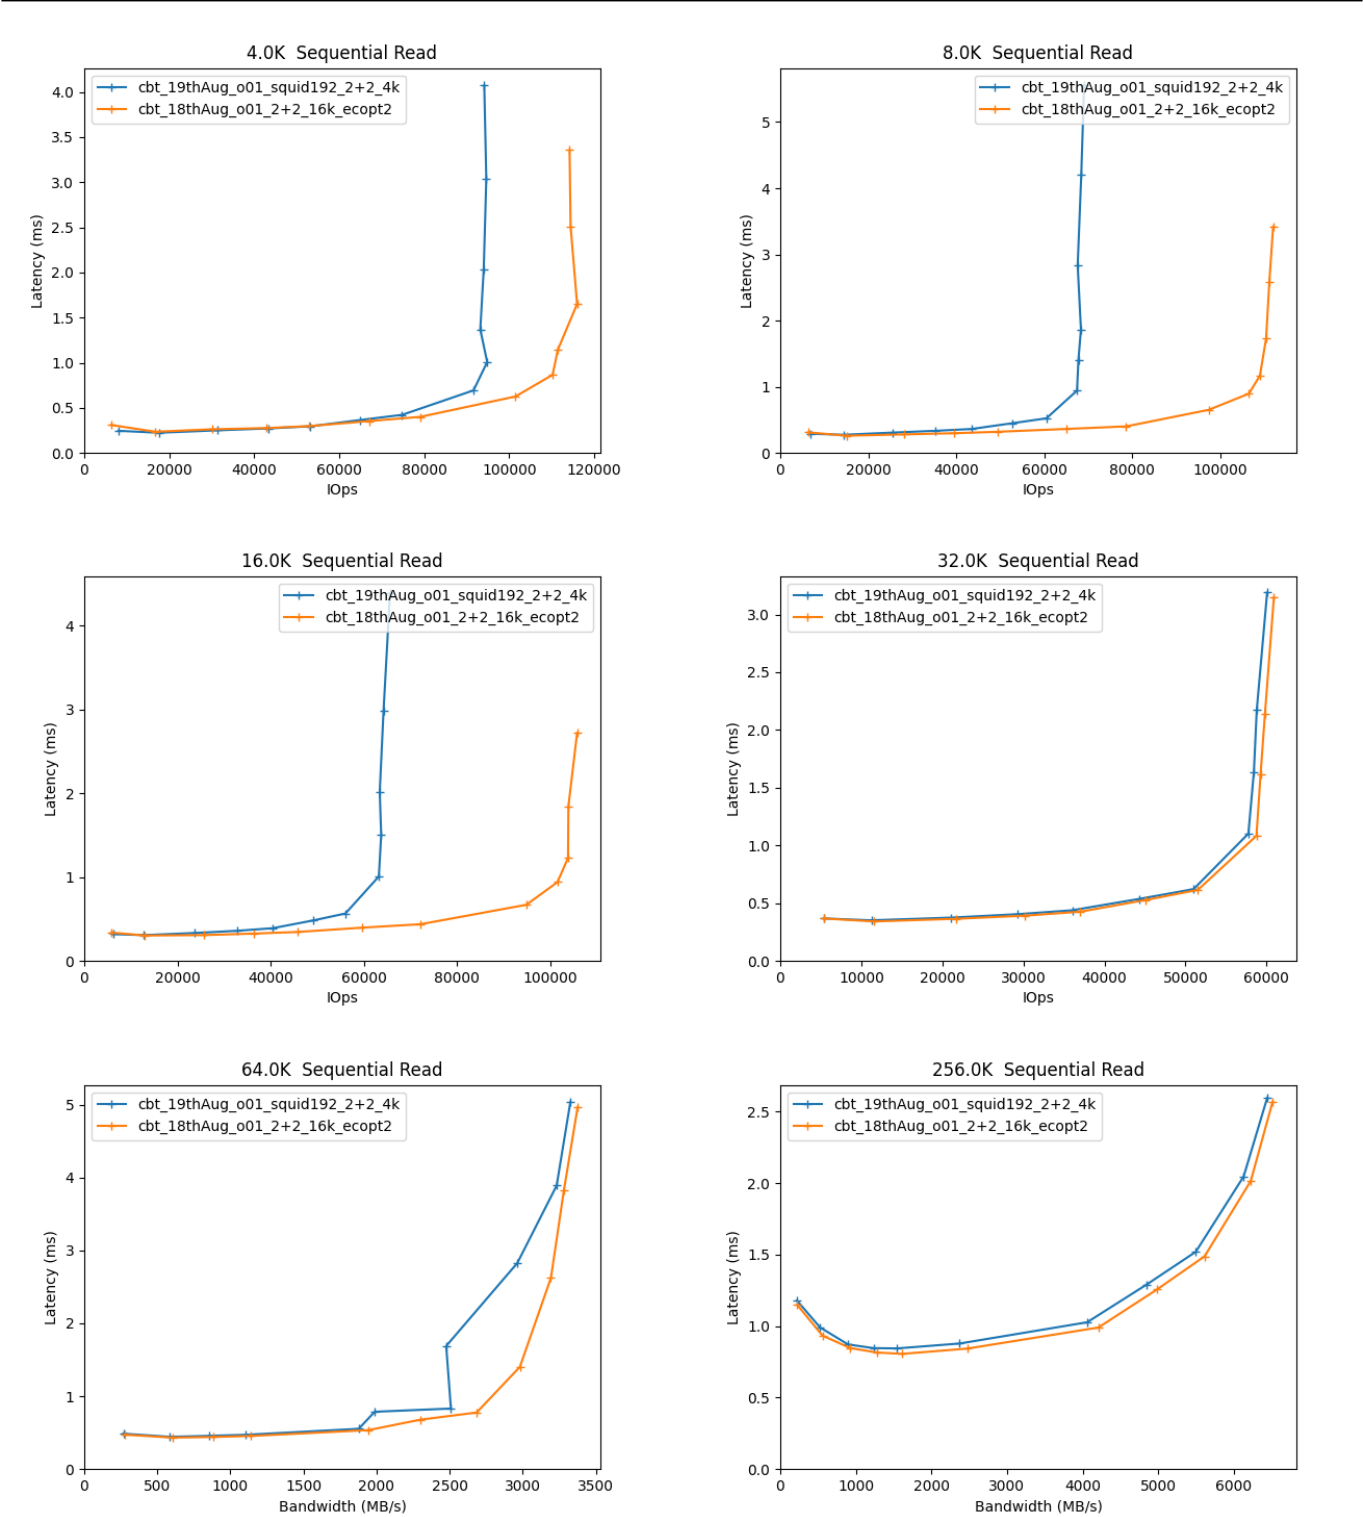 4.0K  Sequential Read
cbt_19thAug_o01_squid192_2+2_4k
cbt_18thAug_o01_2+2_16k_ecopt2
4.0
3.5
3.0
2.5
2.0
1.5
1.0
0.5
0.0
Latency (ms)
0 20000 40000 60000 80000 100000 120000
IOps
8.0K  Sequential Read
cbt_19thAug_o01_squid192_2+2_4k
cbt_18thAug_o01_2+2_16k_ecopt2
5
4
3
2
1
0
Latency (ms)
0 20000 40000 60000 80000 100000
IOps
16.0K  Sequential Read
cbt_19thAug_o01_squid192_2+2_4k
cbt_18thAug_o01_2+2_16k_ecopt2
4
3
2
1
0
Latency (ms)
0 20000 40000 60000 80000 100000
IOps
32.0K  Sequential Read
cbt_19thAug_o01_squid192_2+2_4k
cbt_18thAug_o01_2+2_16k_ecopt2
3.0
2.5
2.0
1.5
1.0
0.5
0.0
Latency (ms)
0 10000 20000 30000 40000 50000 60000
IOps
64.0K  Sequential Read
cbt_19thAug_o01_squid192_2+2_4k
cbt_18thAug_o01_2+2_16k_ecopt2
5
4
3
2
1
0
Latency (ms)
0 500 1000 1500 2000 2500 3000 3500
Bandwidth (MB/s)
256.0K  Sequential Read
cbt_19thAug_o01_squid192_2+2_4k
cbt_18thAug_o01_2+2_16k_ecopt2
2.5
2.0
1.5
1.0
0.5
0.0
Latency (ms)
0 1000 2000 3000 4000 5000 6000
Bandwidth (MB/s)